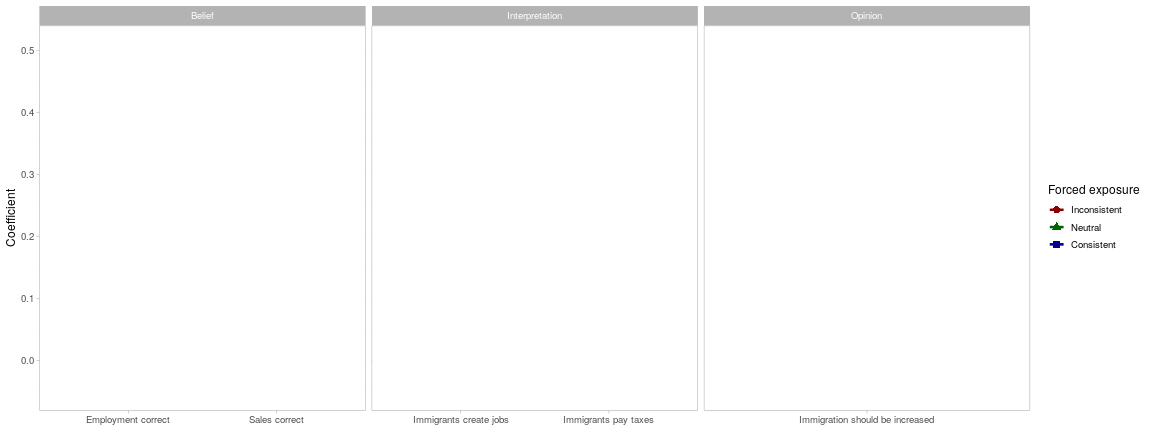 Belief
Interpretation
Opinion
0.5
0.4
0.3
0.2
0.1
0.0
Coefficient
Employment correct
Sales correct
Immigrants create jobs
Immigrants pay taxes
Immigration should be increased
Forced exposure
Inconsistent
Neutral
Consistent